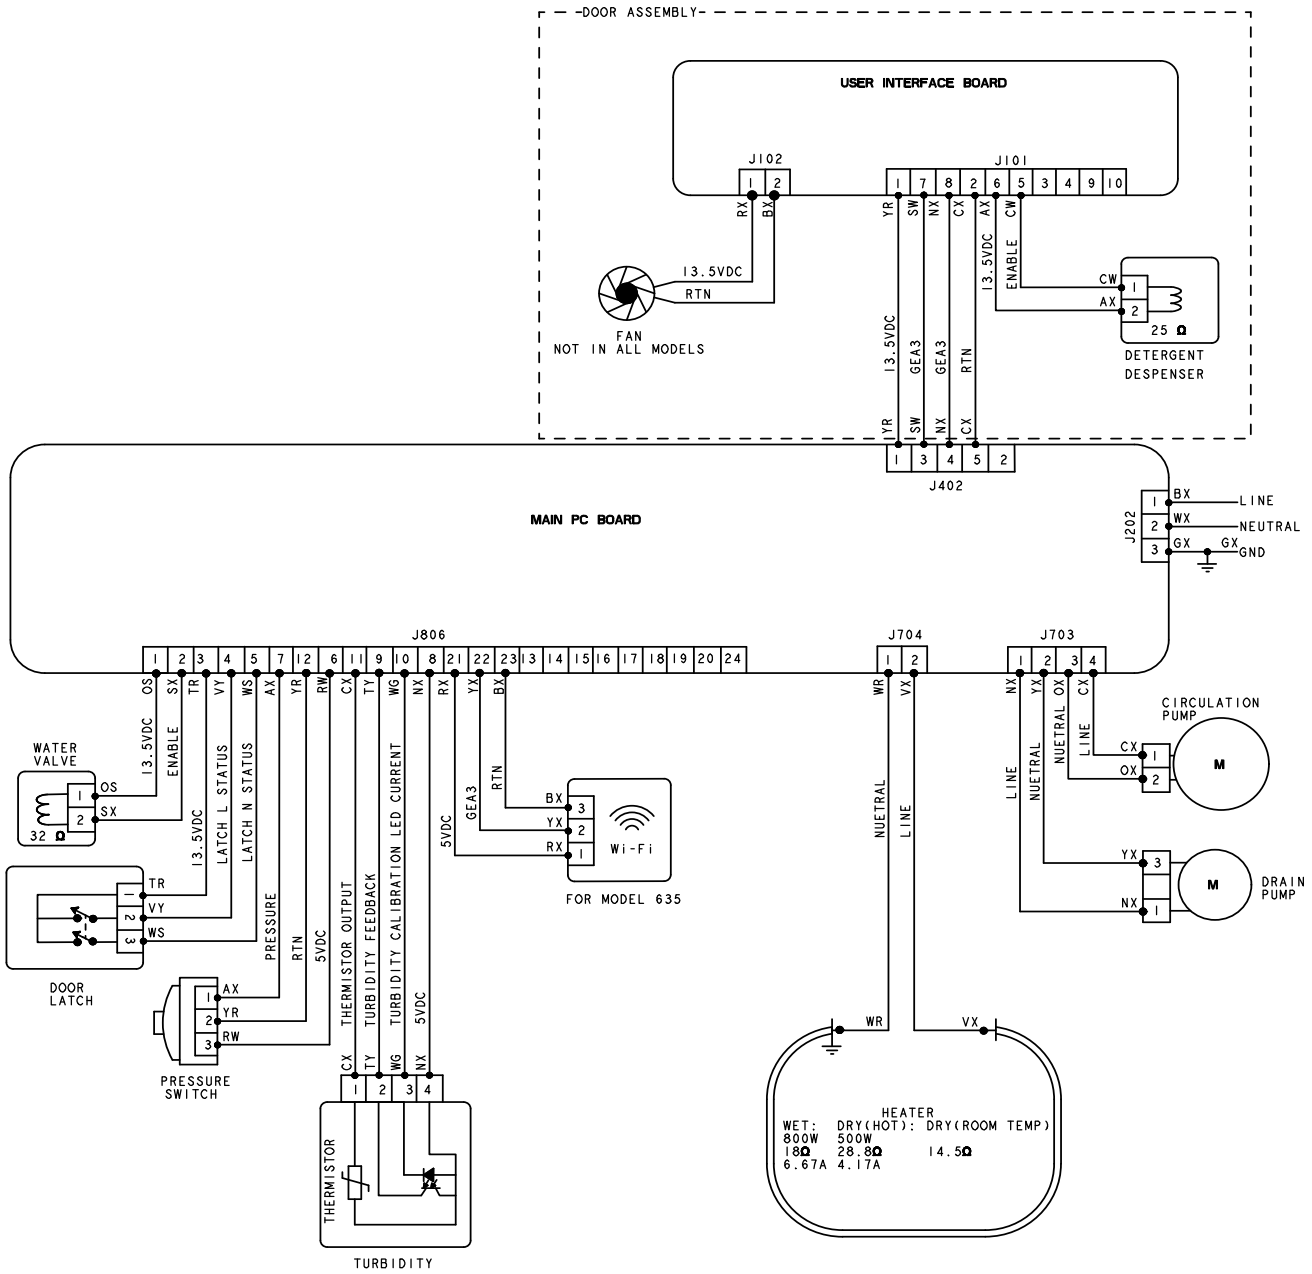 DOOR ASSEMBLY
USER INTERFACE BOARD
J102
J101
1 2
1 7 8 2 6 5 3 4 9 10
RX
BX
YR
SW
NX
CX
AX
CW
13.5VDC
ENABLE
13.5VDC
RTN
FAN
NOT IN ALL MODELS
CW 1
AX 2
25 Ω
DETERGENT
DESPENSER
13.5VDC
GEA3
GEA3
RTN
YR
SW
NX
CX
1 3 4 5 2
J402
MAIN PC BOARD
J202
1 BX LINE
2 WX NEUTRAL
3 GX GX GND
J806
J704
J703
1 2 3 4 5 7 12 6 11 9 10 8 21 22 23 13 14 15 16 17 18 19 20 24
1 2
1 2 3 4
OS
SX
TR
VY
WS
AX
YR
RW
CX
TY
WG
NX
RX
YX
BX
WR
VX
NX
YX
OX
CX
13.5VDC
ENABLE
13.5VDC
LATCH L STATUS
LATCH N STATUS
PRESSURE
RTN
5VDC
THERMISTOR OUTPUT
TURBIDITY FEEDBACK
TURBIDITY CALIBRATION LED CURRENT
5VDC
5VDC
GEA3
RTN
NUETRAL
LINE
LINE
NUETRAL
NUETRAL
LINE
WATER
VALVE
1 OS
2 SX
32 Ω
CIRCULATION
PUMP
CX 1
OX 2
M
BX 3
YX 2
RX 1
Wi-Fi
FOR MODEL 635
YX 3
NX 1
M
DRAIN
PUMP
1 TR
2 VY
3 WS
DOOR
LATCH
1 AX
2 YR
3 RW
PRESSURE
SWITCH
WR
VX
CX
TY
WG
NX
1 2 3 4
THERMISTOR
TURBIDITY
HEATER
WET: DRY(HOT): DRY(ROOM TEMP)
800W 500W
18Ω 28.8Ω 14.5Ω
6.67A 4.17A